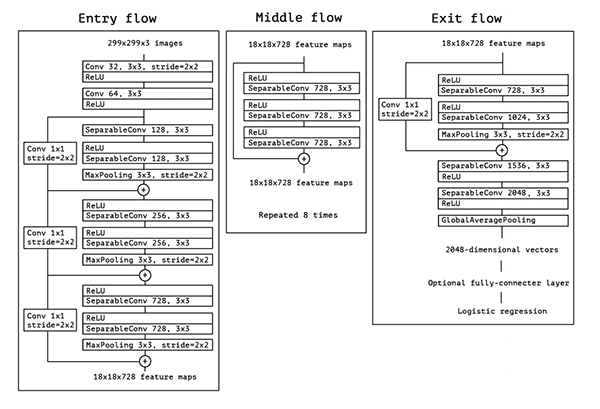 Entry flow
299x299x3 images
Conv 32, 3x3, stride=2x2
ReLU
Conv 64, 3x3
ReLU
SeparableConv 128, 3x3
Conv 1x1
stride=2x2
ReLU
SeparableConv 128, 3x3
MaxPooling 3x3, stride=2x2
+
ReLU
SeparableConv 256, 3x3
Conv 1x1
stride=2x2
ReLU
SeparableConv 256, 3x3
MaxPooling 3x3, stride=2x2
+
ReLU
SeparableConv 728, 3x3
Conv 1x1
stride=2x2
ReLU
SeparableConv 728, 3x3
MaxPooling 3x3, stride=2x2
+
18x18x728 feature maps
Middle flow
18x18x728 feature maps
ReLU
SeparableConv 728, 3x3
ReLU
SeparableConv 728, 3x3
ReLU
SeparableConv 728, 3x3
+
18x18x728 feature maps
Repeated 8 times
Exit flow
18x18x728 feature maps
ReLU
SeparableConv 728, 3x3
Conv 1x1
stride=2x2
ReLU
SeparableConv 1024, 3x3
MaxPooling 3x3, stride=2x2
+
SeparableConv 1536, 3x3
ReLU
SeparableConv 2048, 3x3
ReLU
GlobalAveragePooling
2048-dimensional vectors
Optional fully-connecter layer
Logistic regression